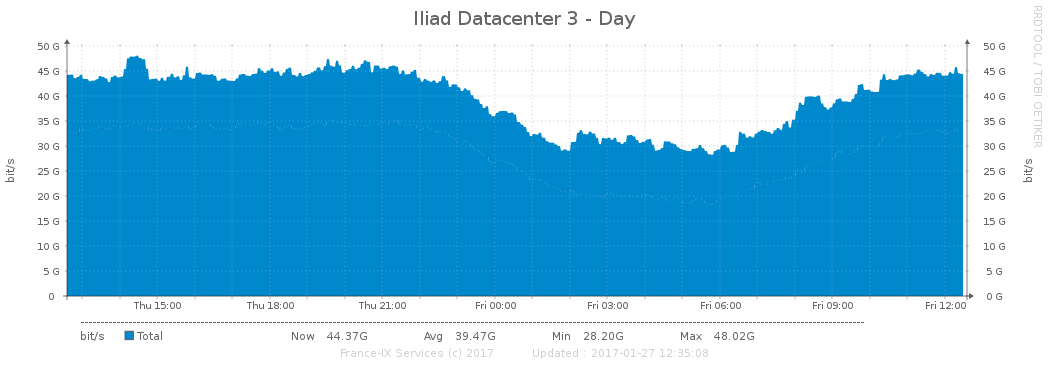 Iliad Datacenter 3 - Day
RRDTOOL / TOBI OETIKER
50 G 50 G
45 G 45 G
40 G 40 G
35 G 35 G
30 G 30 G
25 G 25 G
20 G 20 G
15 G 15 G
10 G 10 G
5 G 5 G
0 0 G
bit/s
bit/s
Thu 15:00 Thu 18:00 Thu 21:00 Fri 00:00 Fri 03:00 Fri 06:00 Fri 09:00 Fri 12:00
bit/s Total Now 44.37G Avg 39.47G Min 28.20G Max 48.02G
France-IX Services (c) 2017 Updated : 2017-01-27 12:35:08